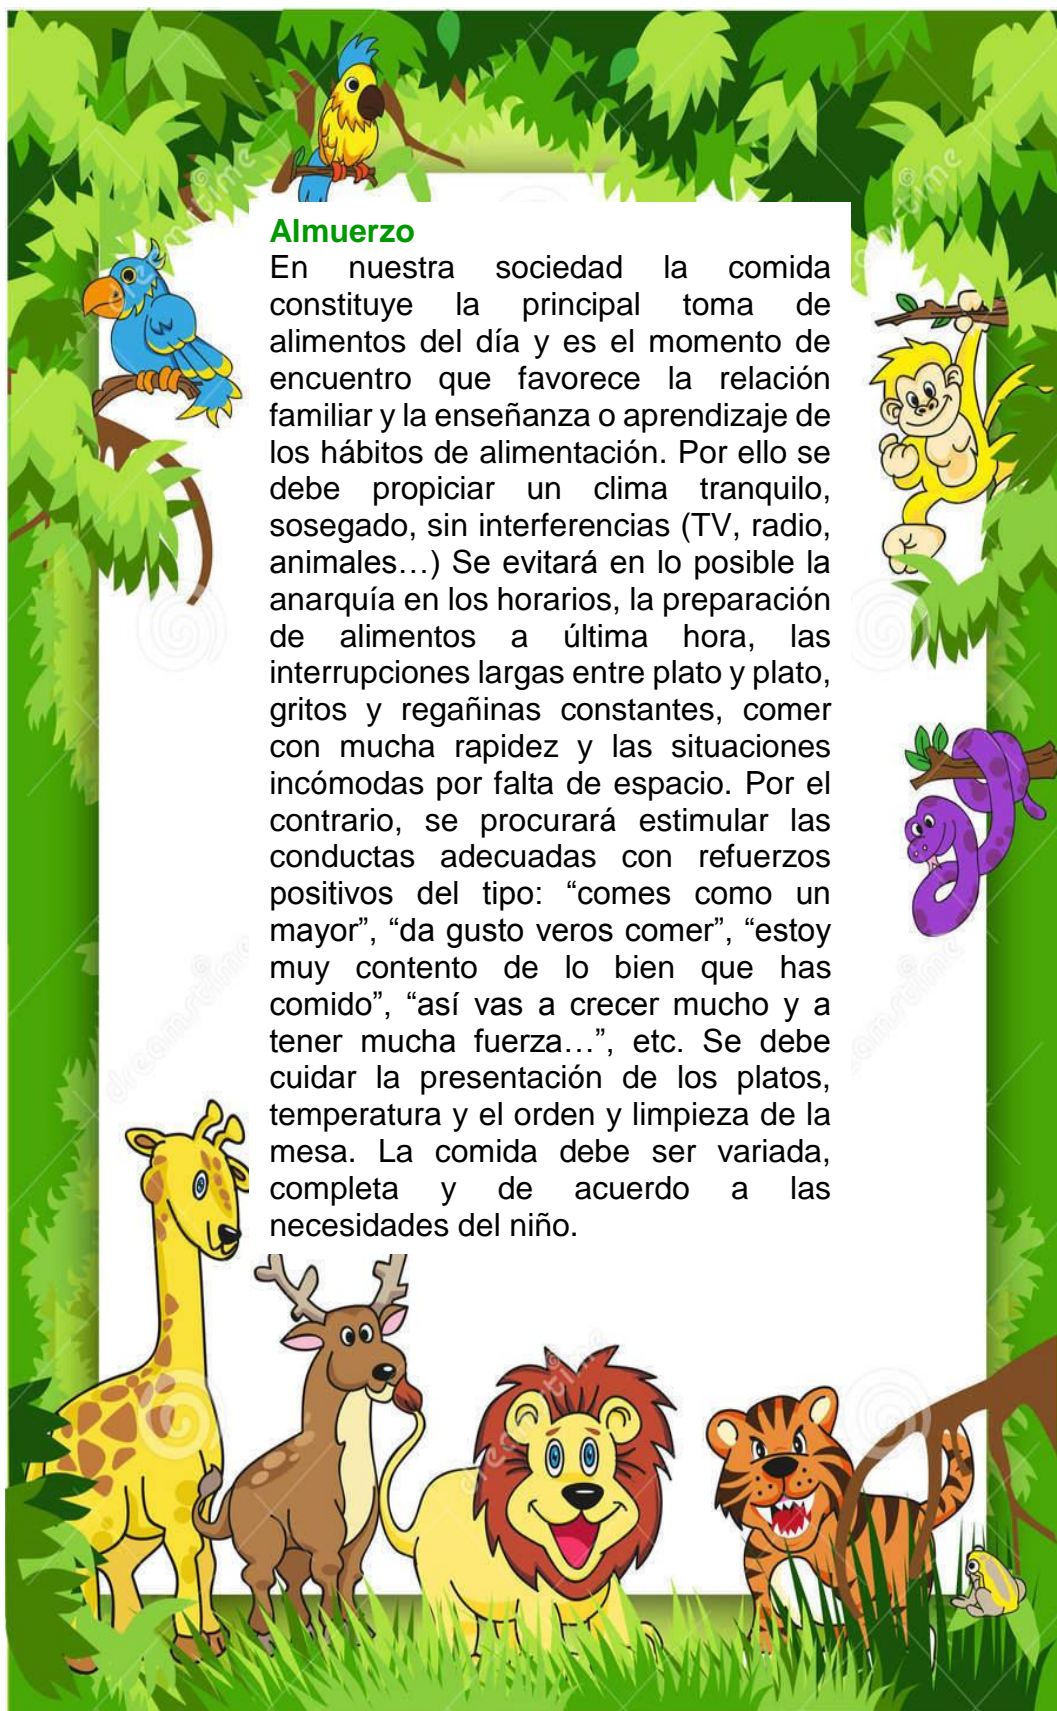 Almuerzo
En nuestra sociedad la comida
constituye la principal toma de
alimentos del día y es el momento de
encuentro que favorece la relación
familiar y la enseñanza o aprendizaje de
los hábitos de alimentación. Por ello se
debe propiciar un clima tranquilo,
sosegado, sin interferencias (TV, radio,
animales…) Se evitará en lo posible la
anarquía en los horarios, la preparación
de alimentos a última hora, las
interrupciones largas entre plato y plato,
gritos y regañinas constantes, comer
con mucha rapidez y las situaciones
incómodas por falta de espacio. Por el
contrario, se procurará estimular las
conductas adecuadas con refuerzos
positivos del tipo: “comes como un
mayor”, “da gusto veros comer”, “estoy
muy contento de lo bien que has
comido”, “así vas a crecer mucho y a
tener mucha fuerza…”, etc. Se debe
cuidar la presentación de los platos,
temperatura y el orden y limpieza de la
mesa. La comida debe ser variada,
completa y de acuerdo a las
necesidades del niño.